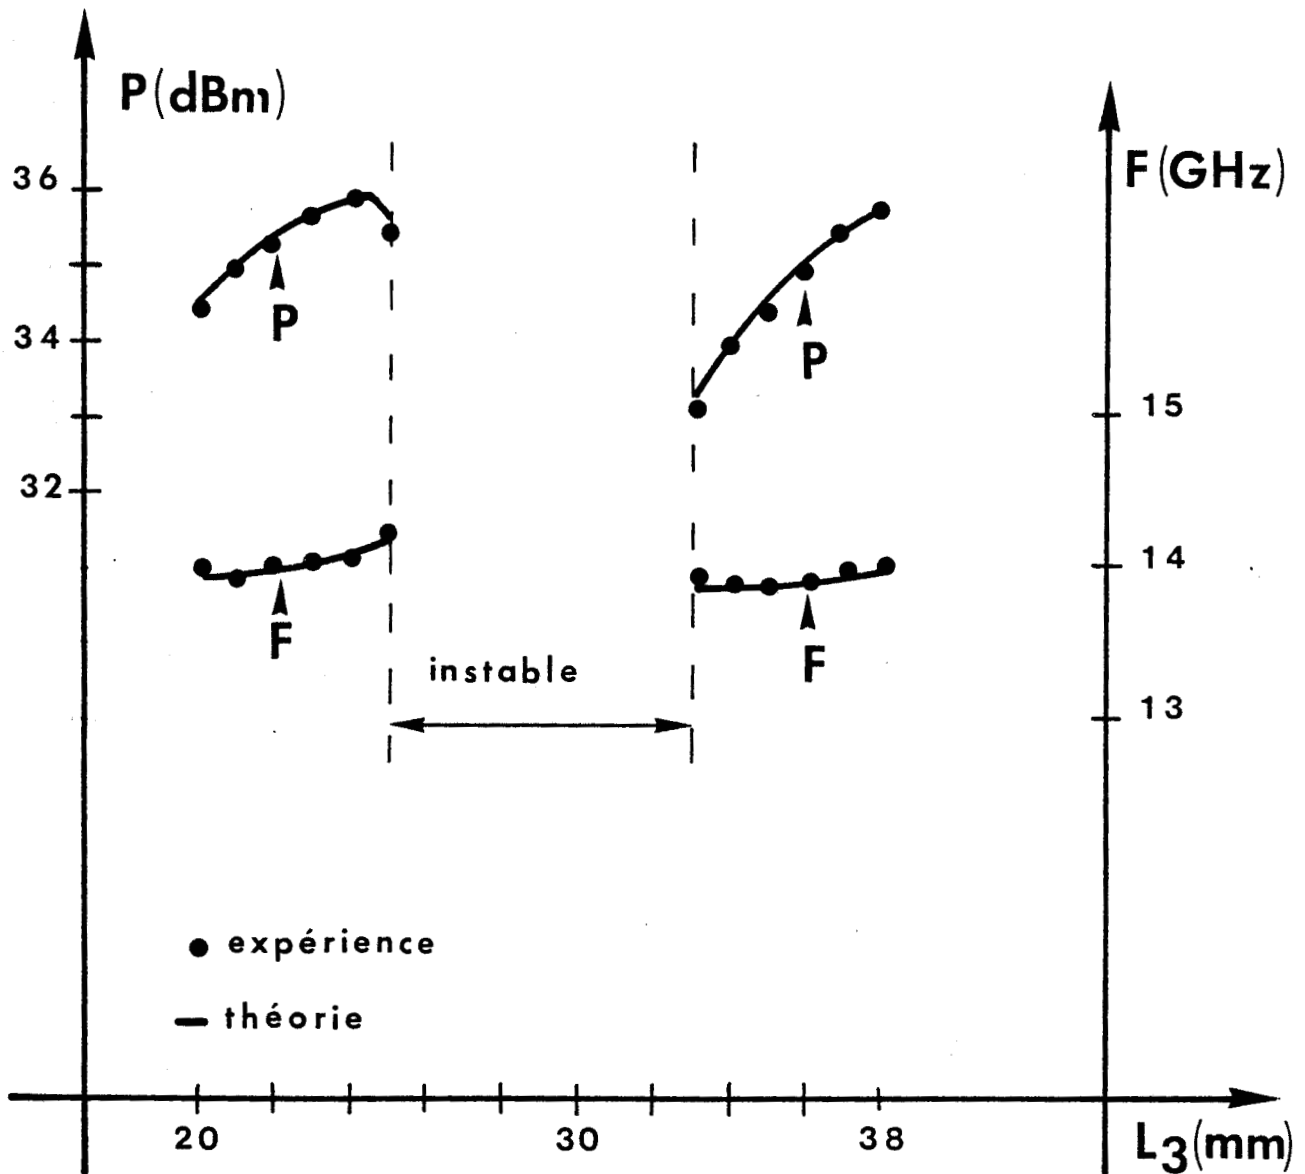 P(dBm)
F(GHz)
36
34
32
P
P
15
14
13
F
F
instable
expérience
théorie
20
30
38
L3(mm)